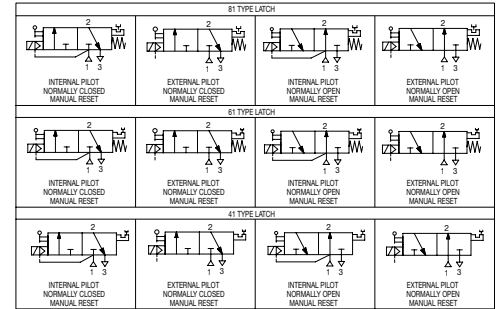 81 TYPE LATCH
2 2 2 2
1 3 1 3 1 3 1 3
INTERNAL PILOT EXTERNAL PILOT INTERNAL PILOT EXTERNAL PILOT
NORMALLY CLOSED NORMALLY CLOSED NORMALLY OPEN NORMALLY OPEN
MANUAL RESET MANUAL RESET MANUAL RESET MANUAL RESET
61 TYPE LATCH
2 2 2 2
1 3 1 3 1 3 1 3
INTERNAL PILOT EXTERNAL PILOT INTERNAL PILOT EXTERNAL PILOT
NORMALLY CLOSED NORMALLY CLOSED NORMALLY OPEN NORMALLY OPEN
MANUAL RESET MANUAL RESET MANUAL RESET MANUAL RESET
41 TYPE LATCH
2 2 2 2
1 3 1 3 1 3 1 3
INTERNAL PILOT EXTERNAL PILOT INTERNAL PILOT EXTERNAL PILOT
NORMALLY CLOSED NORMALLY CLOSED NORMALLY OPEN NORMALLY OPEN
MANUAL RESET MANUAL RESET MANUAL RESET MANUAL RESET